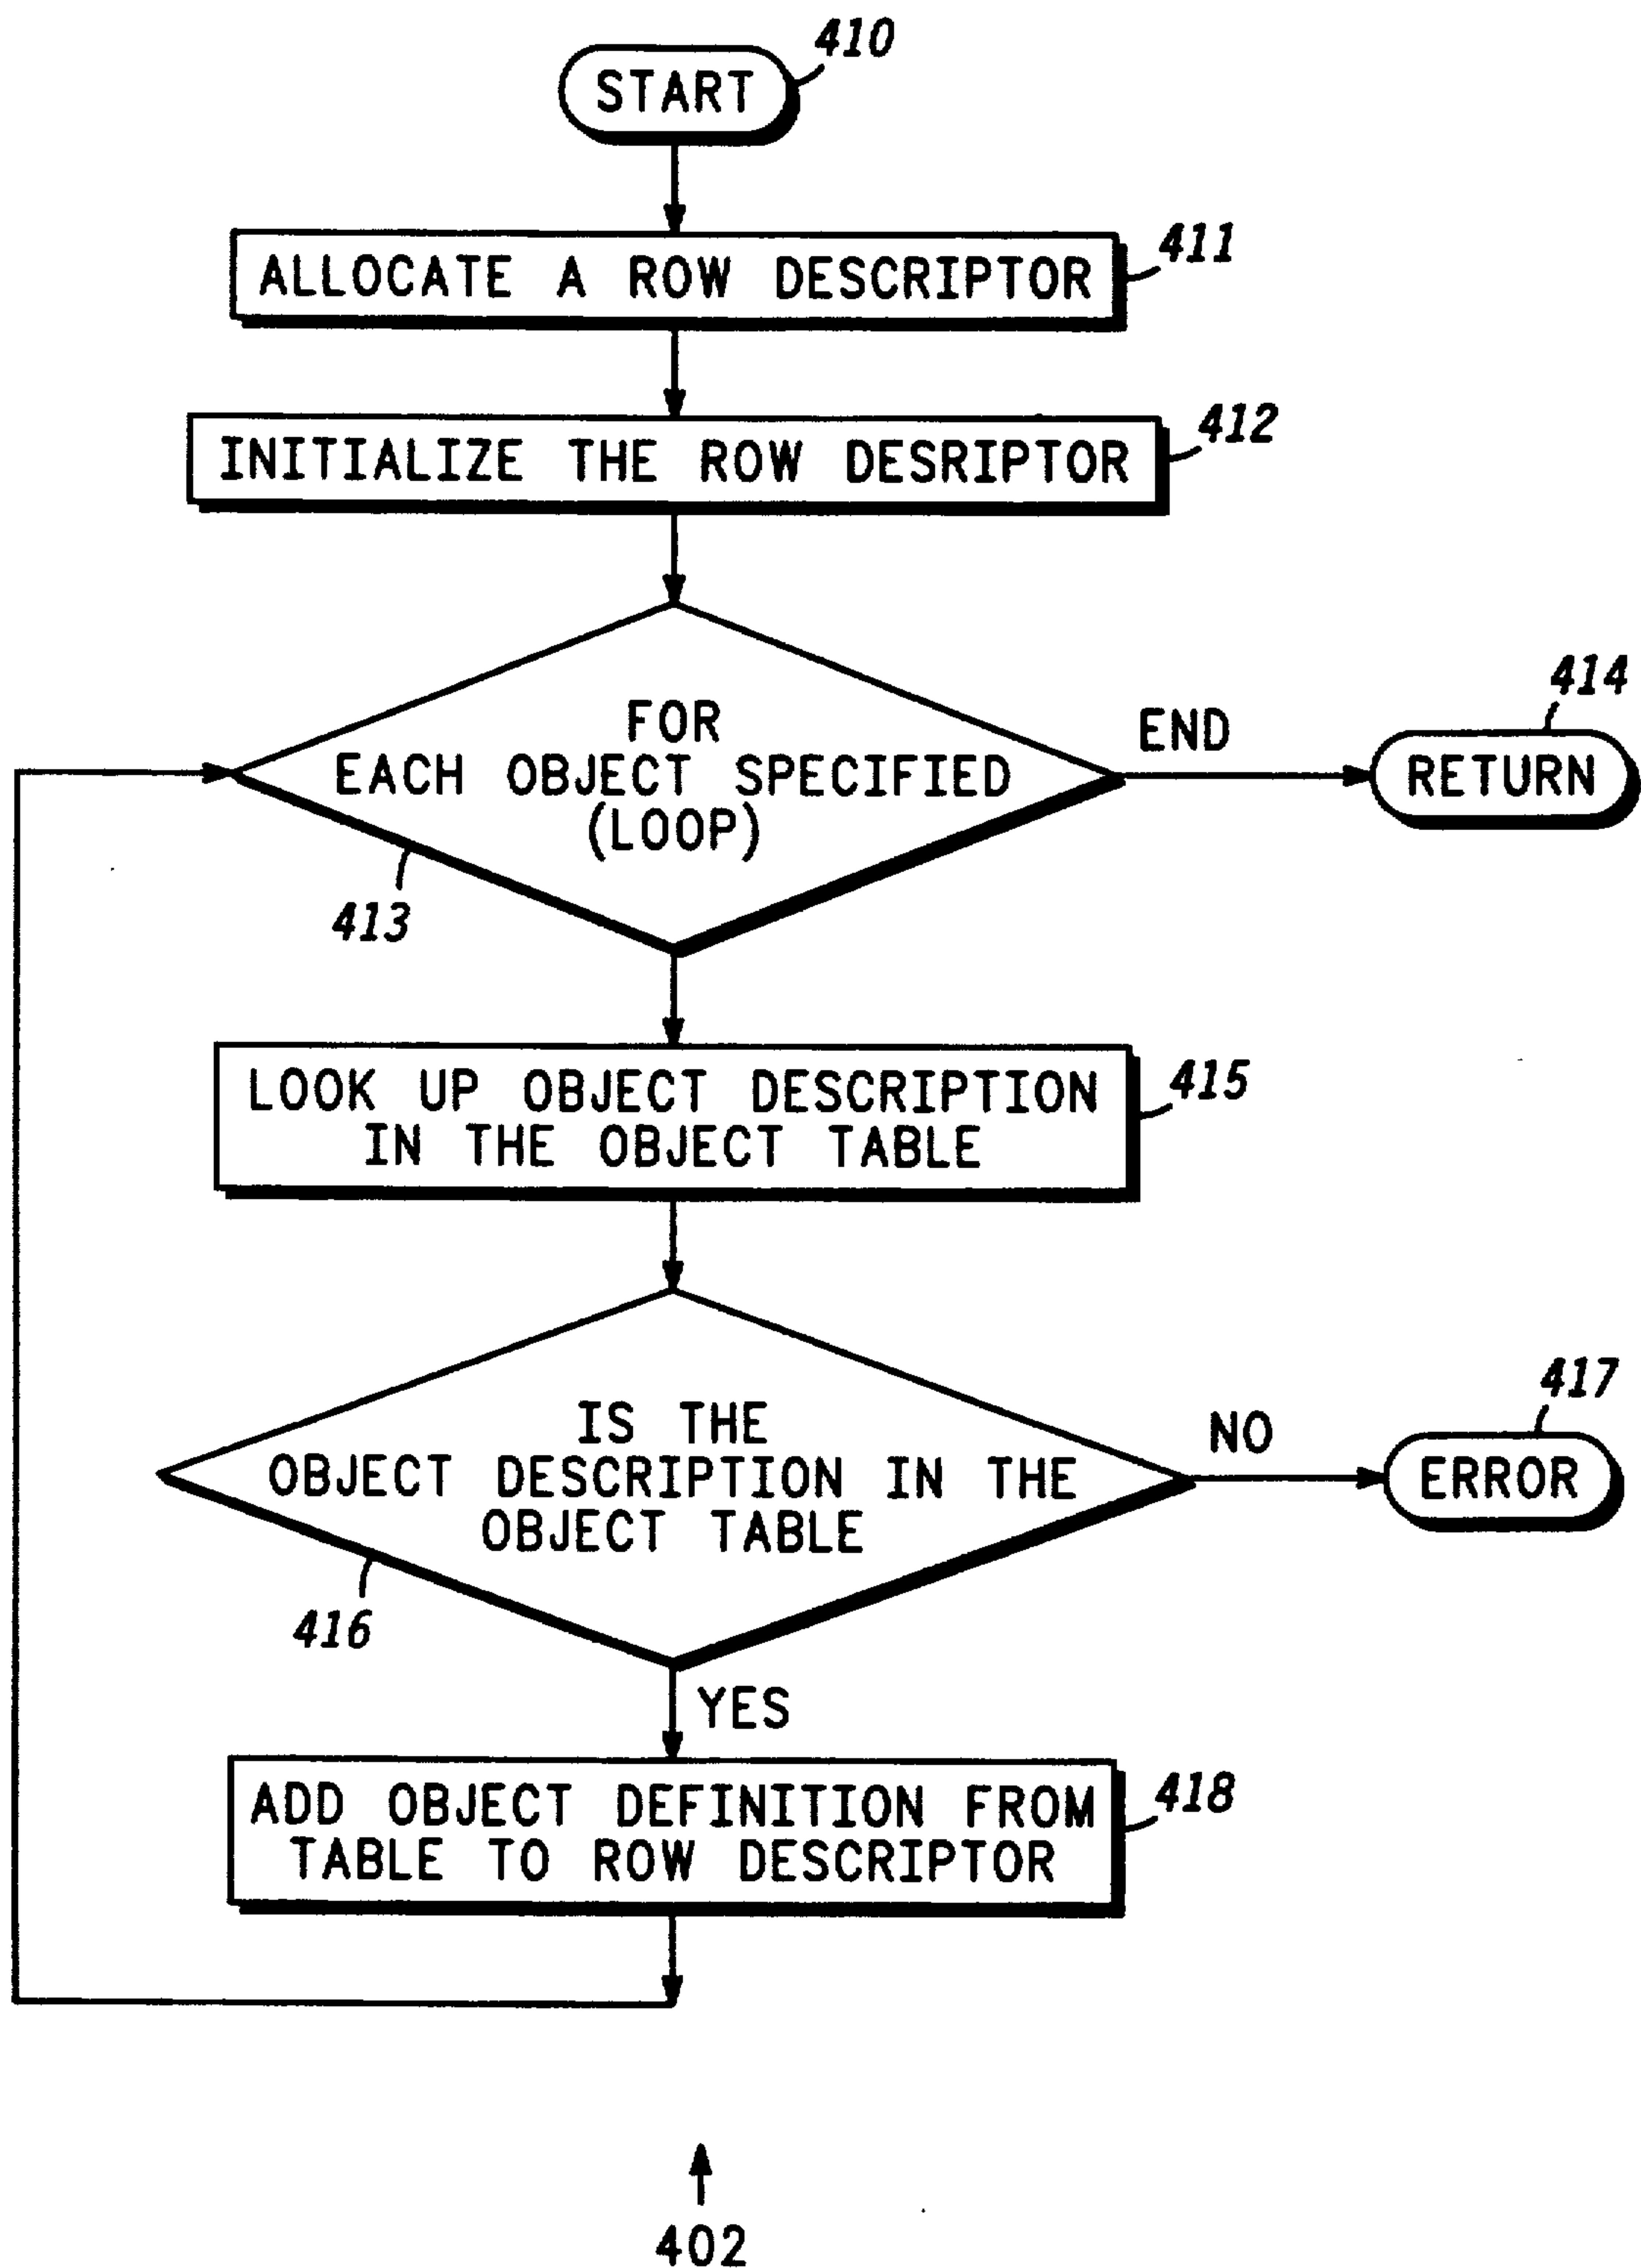 410
START
411
ALLOCATE A ROW DESCRIPTOR
412
INITIALIZE THE ROW DESRIPTOR
FOR
EACH OBJECT SPECIFIED
(LOOP)
413
END
414
RETURN
LOOK UP OBJECT DESCRIPTION
IN THE OBJECT TABLE
415
IS THE
OBJECT DESCRIPTION IN THE
OBJECT TABLE
416
NO
417
ERROR
YES
ADD OBJECT DEFINITION FROM
TABLE TO ROW DESCRIPTOR
418
402